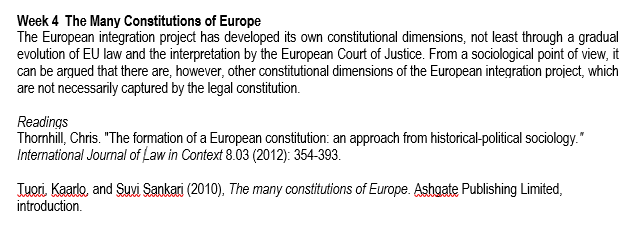 Week 4 The Many Constitutions of Europe
The European integration project has developed its own constitutional dimensions, not least through a gradual
evolution of EU law and the interpretation by the European Court of Justice. From a sociological point of view, it
can be argued that there are, however, other constitutional dimensions of the European integration project, which
are not necessarily captured by the legal constitution.
Readings
Thornhill, Chris. "The formation of a European constitution: an approach from historical-political sociology."
International Journal of Law in Context 8.03 (2012): 354-393.
Tuori, Kaarlo, and Suvi Sankari (2010), The many constitutions of Europe. Ashgate Publishing Limited,
introduction.